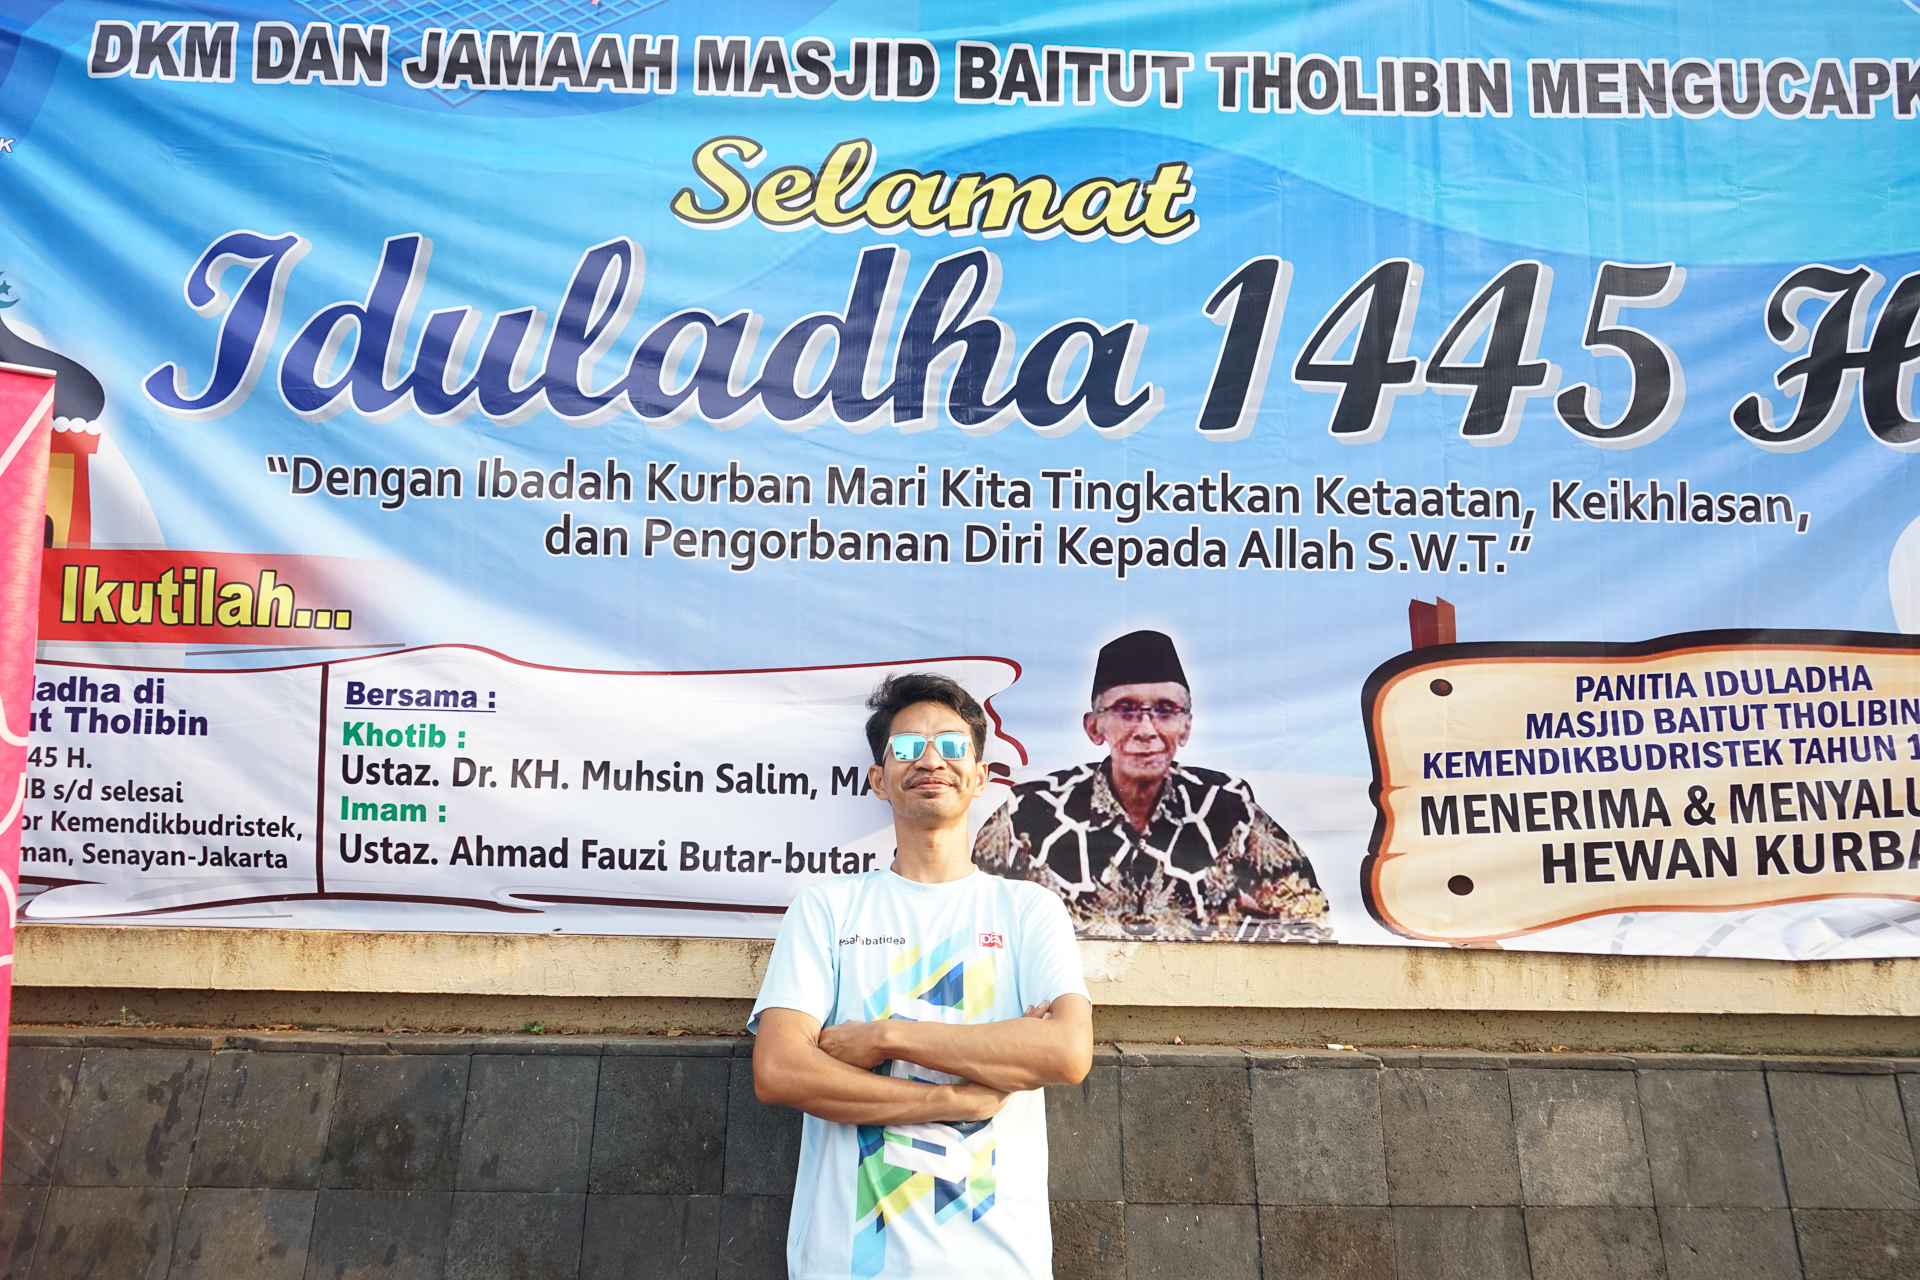 DKM DAN JAMAAH MASJID BAITUT THOLIBIN MENGUCAPK
Selamat
Iduladha 1445 H
“Dengan Ibadah Kurban Mari Kita Tingkatkan Ketaatan, Keikhlasan,
dan Pengorbanan Diri Kepada Allah S.W.T.”
Ikutilah...
ladha di
ut Tholibin
45 H.
IB s/d selesai
or Kemendikbudristek,
man, Senayan-Jakarta
Bersama :
Khotib :
Ustaz. Dr. KH. Muhsin Salim, MA
Imam :
Ustaz. Ahmad Fauzi Butar-butar,
PANITIA IDULADHA
MASJID BAITUT THOLIBIN
KEMENDIKBUDRISTEK TAHUN 1
MENERIMA & MENYALU
HEWAN KURBA
#sahabatidea
IDEA